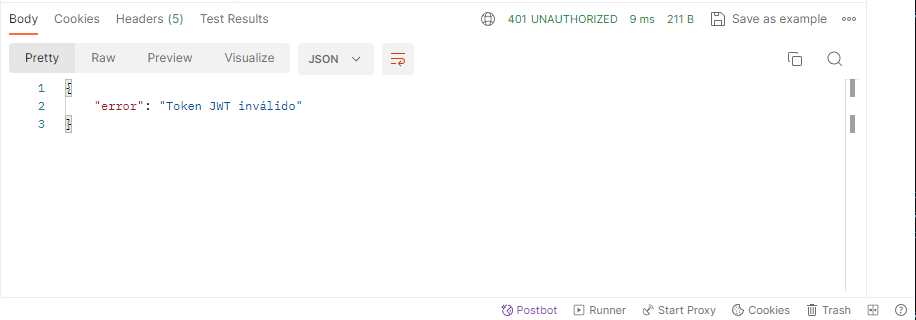 Body Cookies Headers (5) Test Results 401 UNAUTHORIZED 9 ms 211 B Save as example
Pretty Raw Preview Visualize JSON
1 {
2 "error": "Token JWT inválido"
3 }
Postbot Runner Start Proxy Cookies Trash